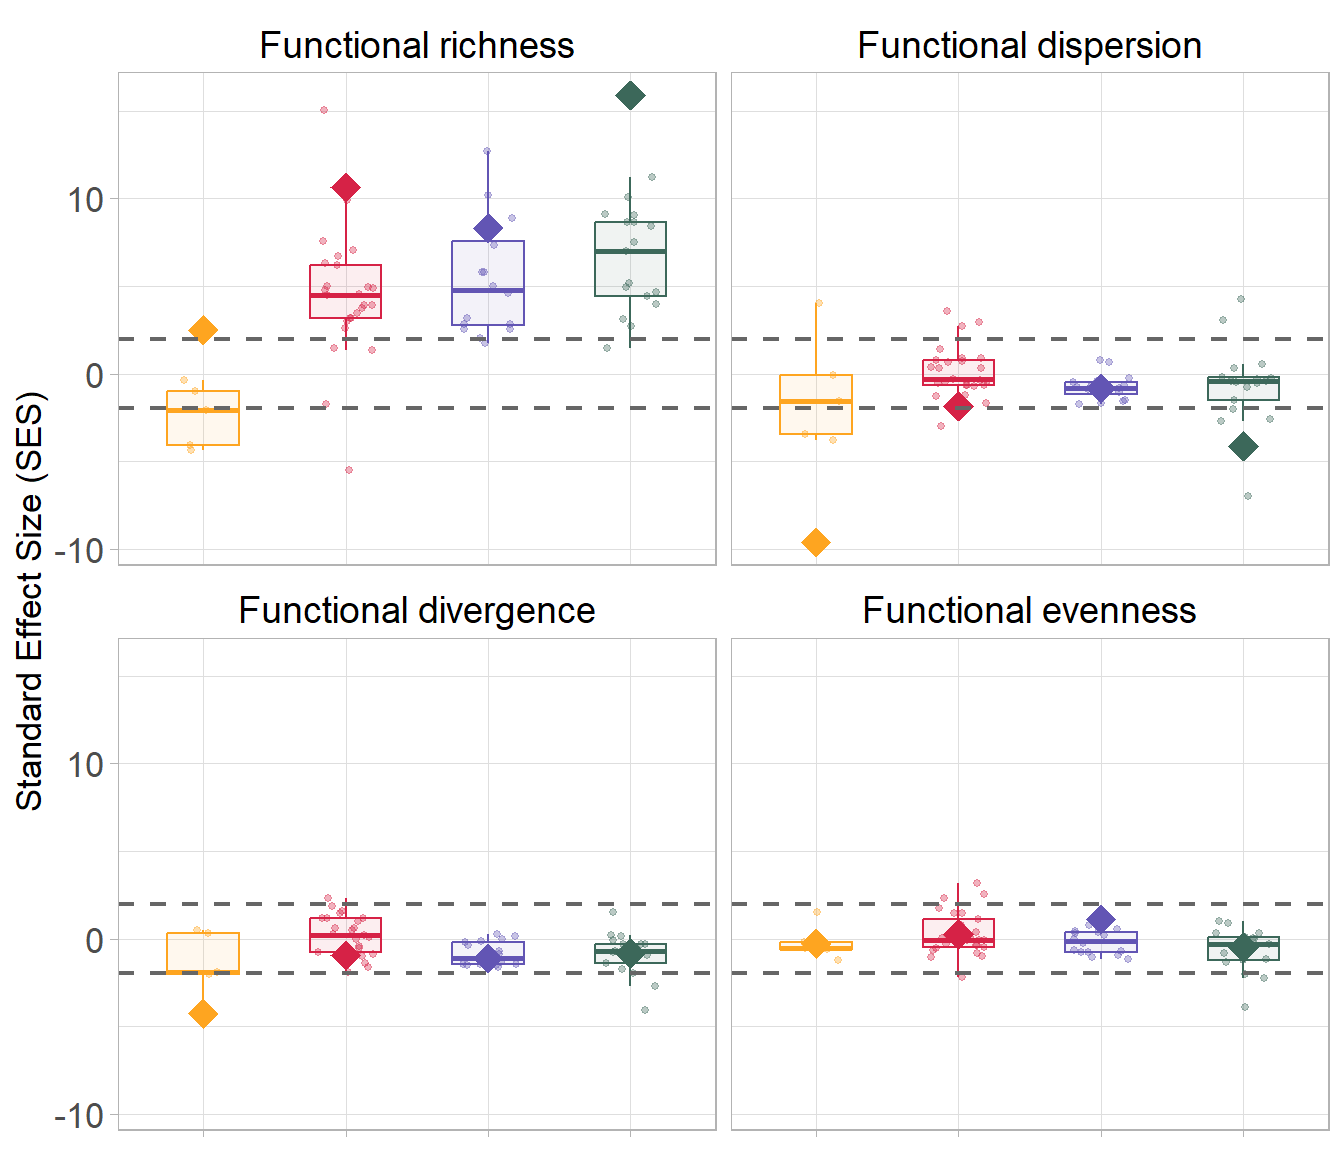 Functional richness
Functional dispersion
10
0
-10
Functional divergence
Functional evenness
10
0
-10
Standard Effect Size (SES)